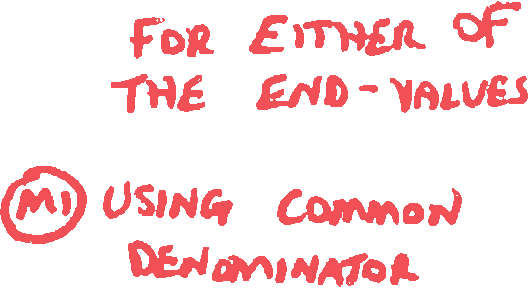 FOR EITHER OF
THE END-VALUES
M1 USING COMMON
DENOMINATOR